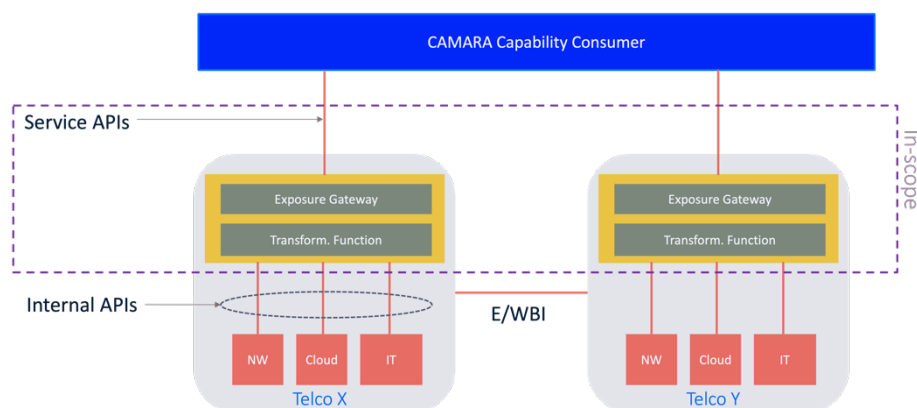 CAMARA Capability Consumer
Service APIs
In-scope
Exposure Gateway
Transform. Function
Exposure Gateway
Transform. Function
Internal APIs
E/WBI
NW
Cloud
IT
NW
Cloud
IT
Telco X
Telco Y